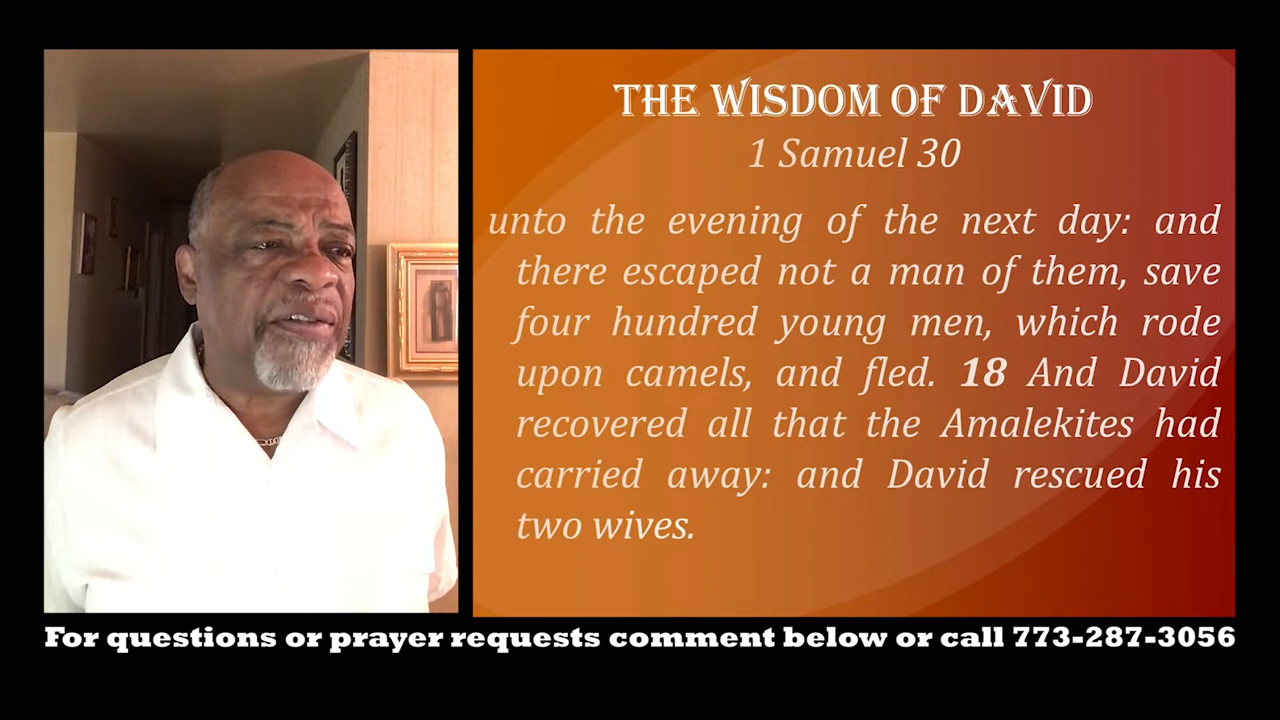 THE WISDOM OF DAVID
1 Samuel 30
unto the evening of the next day: and
there escaped not a man of them, save
four hundred young men, which rode
upon camels, and fled. 18 And David
recovered all that the Amalekites had
carried away: and David rescued his
two wives.
For questions or prayer requests comment below or call 773-287-3056